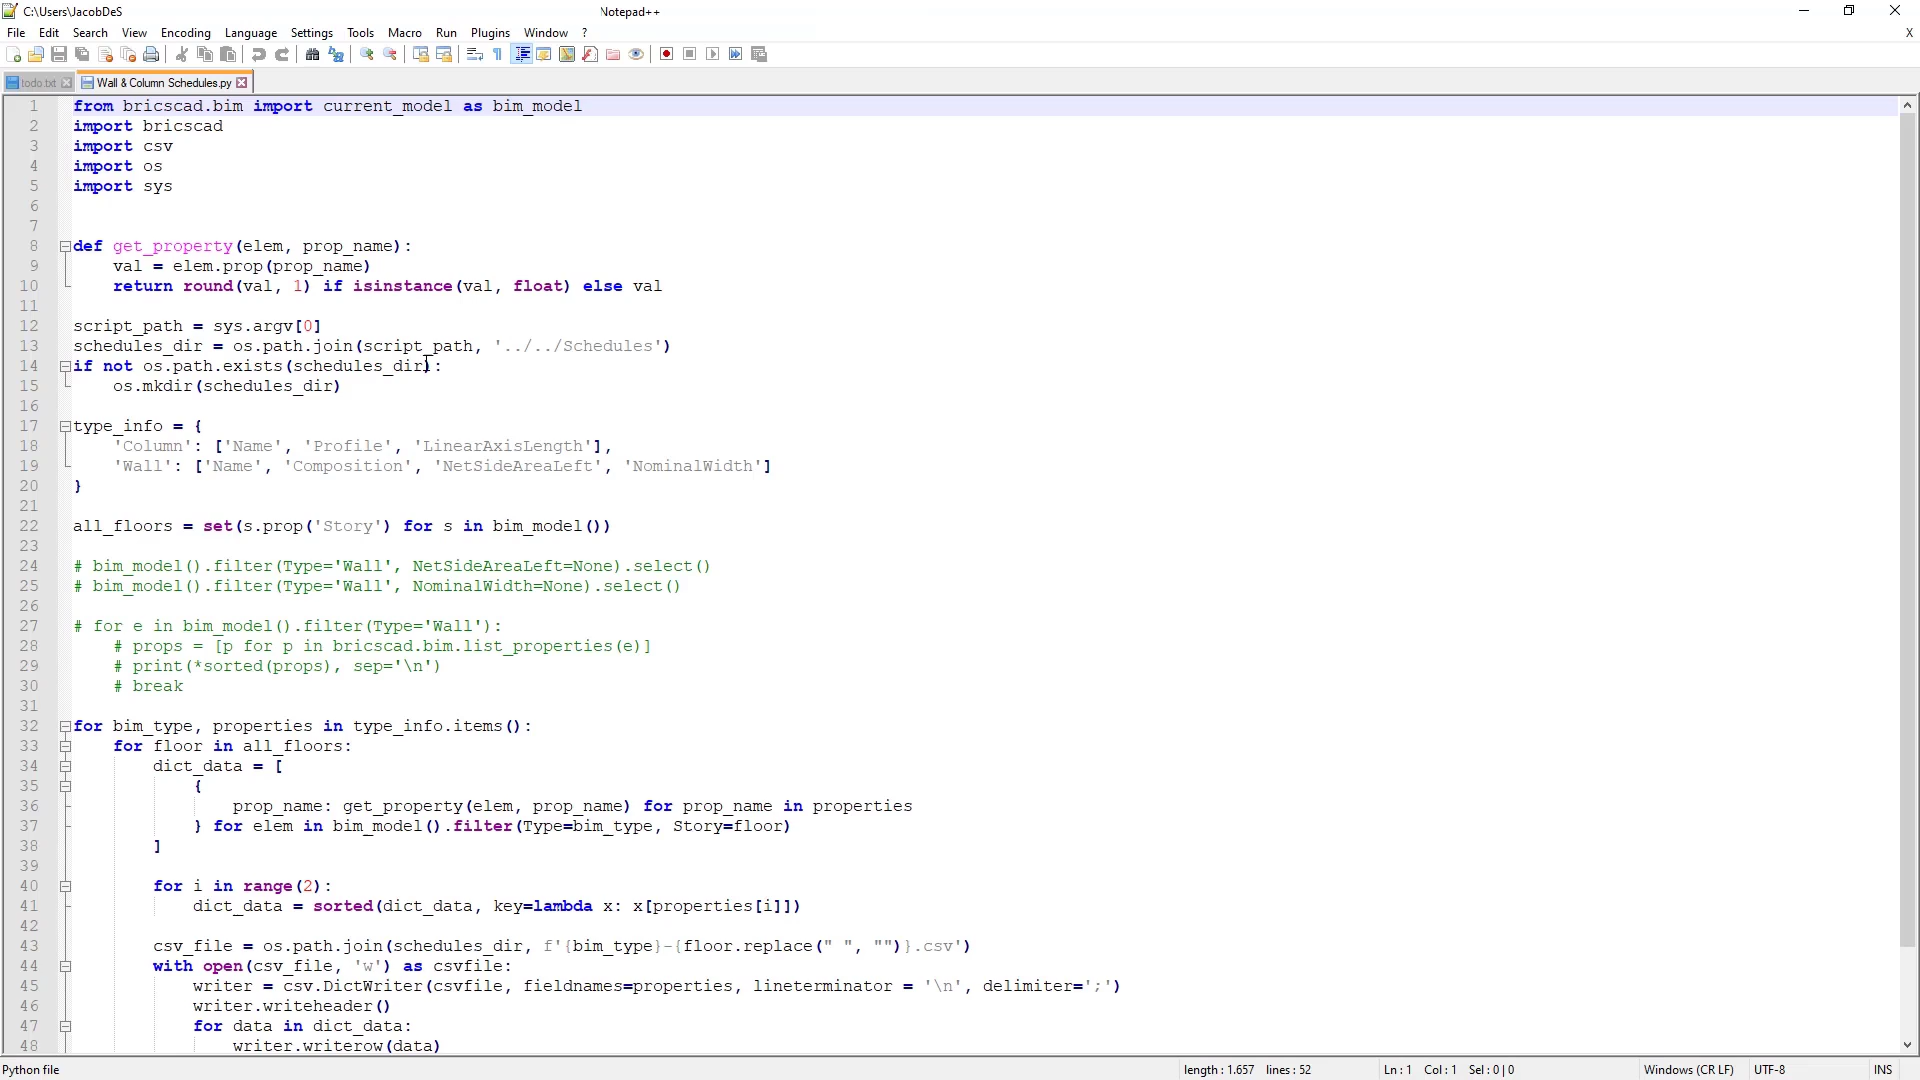 C:\Users\JacobDeS
Notepad++
File Edit Search View Encoding Language Settings Tools Macro Run Plugins Window ? X
todo.txt Wall & Column Schedules.py
1 from bricscad.bim import current_model as bim_model
2 import bricscad
3 import csv
4 import os
5 import sys
6
7
8 def get_property(elem, prop_name):
9 val = elem.prop(prop_name)
10 return round(val, 1) if isinstance(val, float) else val
11
12 script_path = sys.argv[0]
13 schedules_dir = os.path.join(script_path, '../../Schedules')
14 if not os.path.exists(schedules_dir):
15 os.mkdir(schedules_dir)
16
17 type_info = {
18 'Column': ['Name', 'Profile', 'LinearAxisLength'],
19 'Wall': ['Name', 'Composition', 'NetSideAreaLeft', 'NominalWidth']
20 }
21
22 all_floors = set(s.prop('Story') for s in bim_model())
23
24 # bim_model().filter(Type='Wall', NetSideAreaLeft=None).select()
25 # bim_model().filter(Type='Wall', NominalWidth=None).select()
26
27 # for e in bim_model().filter(Type='Wall'):
28 # props = [p for p in bricscad.bim.list_properties(e)]
29 # print(*sorted(props), sep='\n')
30 # break
31
32 for bim_type, properties in type_info.items():
33 for floor in all_floors:
34 dict_data = [
35 {
36 prop_name: get_property(elem, prop_name) for prop_name in properties
37 } for elem in bim_model().filter(Type=bim_type, Story=floor)
38 ]
39
40 for i in range(2):
41 dict_data = sorted(dict_data, key=lambda x: x[properties[i]])
42
43 csv_file = os.path.join(schedules_dir, f'{bim_type}-{floor.replace(" ", "")}.csv')
44 with open(csv_file, 'w') as csvfile:
45 writer = csv.DictWriter(csvfile, fieldnames=properties, lineterminator = '\n', delimiter=';')
46 writer.writeheader()
47 for data in dict_data:
48 writer.writerow(data)
Python file length : 1.657 lines : 52 Ln : 1 Col : 1 Sel : 0 | 0 Windows (CR LF) UTF-8 INS